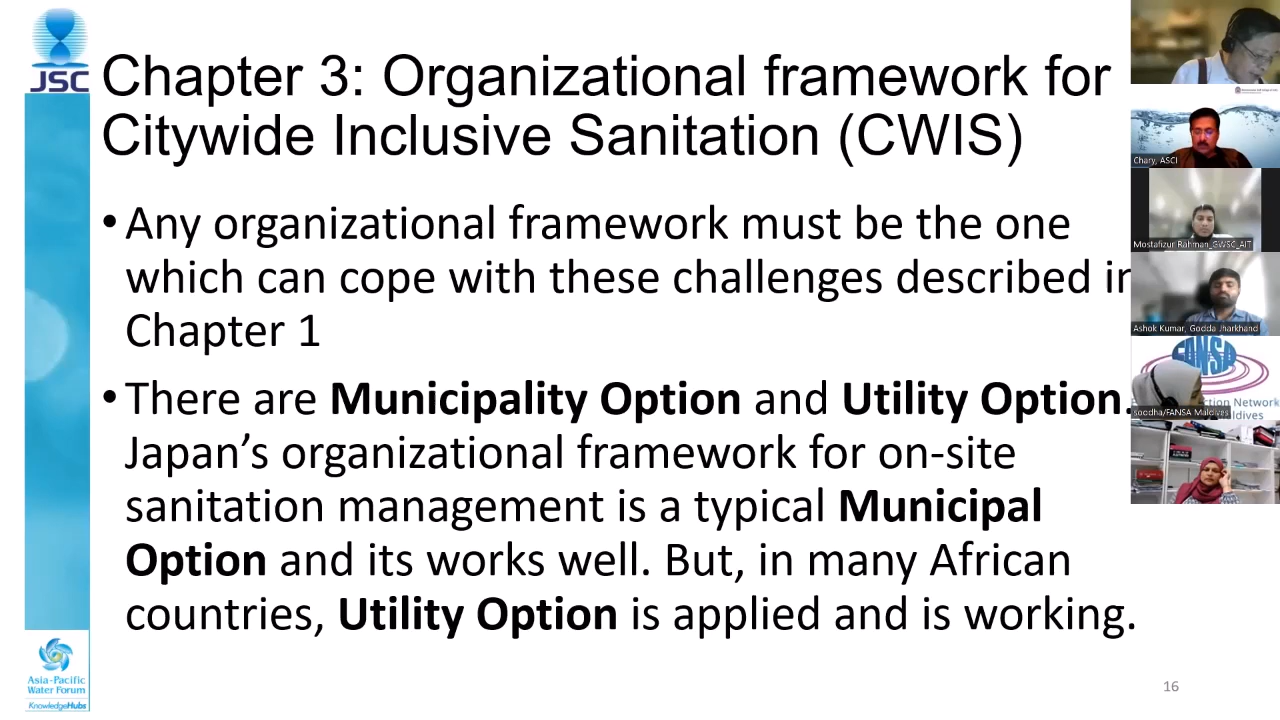 JSC
Chapter 3: Organizational framework for
Citywide Inclusive Sanitation (CWIS)
• Any organizational framework must be the one
which can cope with these challenges described in
Chapter 1
• There are Municipality Option and Utility Option.
Japan’s organizational framework for on-site
sanitation management is a typical Municipal
Option and its works well. But, in many African
countries, Utility Option is applied and is working.
16
Asia-Pacific
Water Forum
KnowledgeHubs
Chary, ASCI
Mostafizur Rahman_GWSC_AIT
Ashok Kumar, Godda Jharkhand
FANSA
ction Network
soodha/FANSA Maldives
ldives